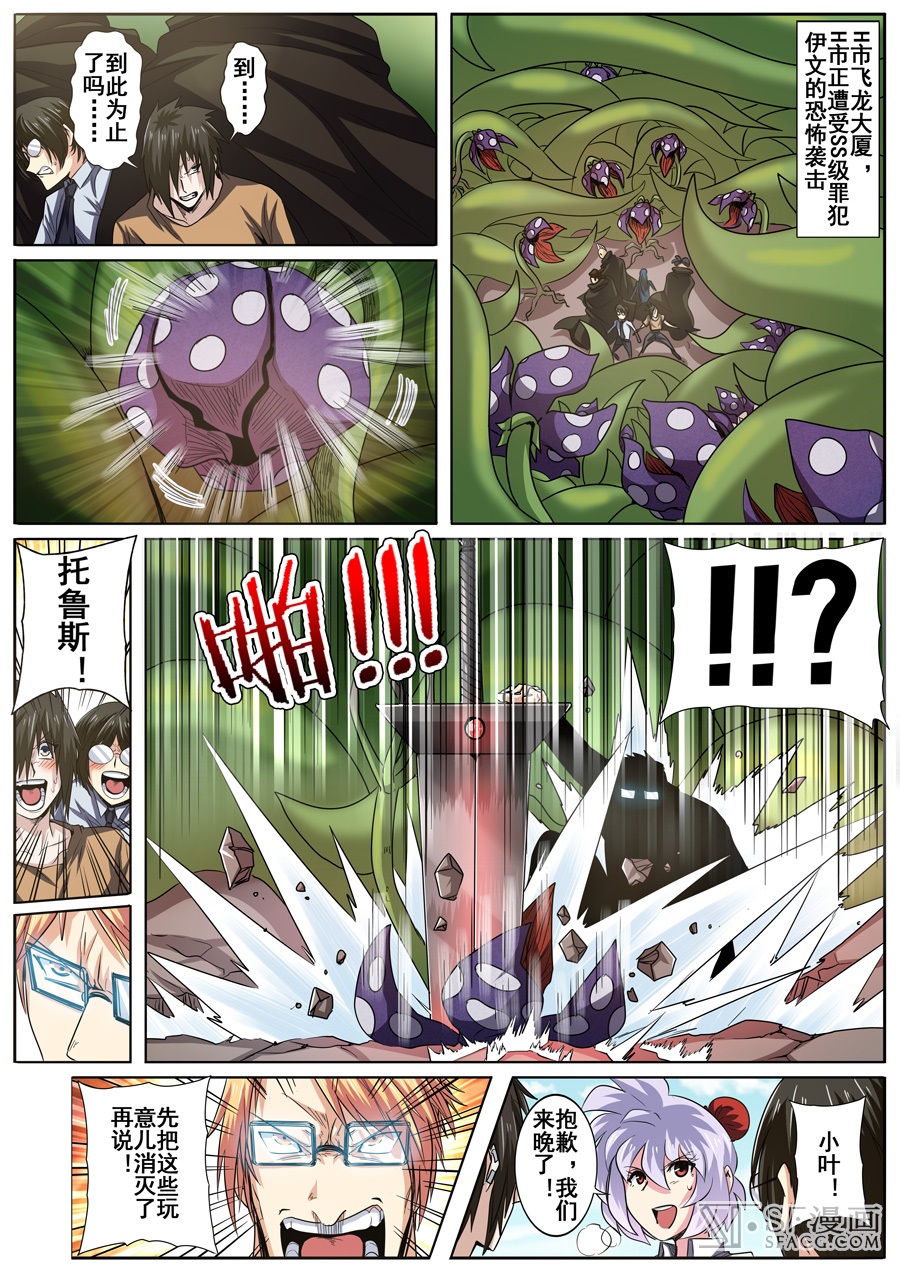 H市飞龙大厦，
H市正遭受SS级罪犯
伊文的恐怖袭击
到……
到此为止
了吗……
!!?
啪!!!
托鲁斯！
小叶！
抱歉，我们
来晚了！
先把这些玩
意儿消灭了
再说！
SF漫画
SFACG.COM